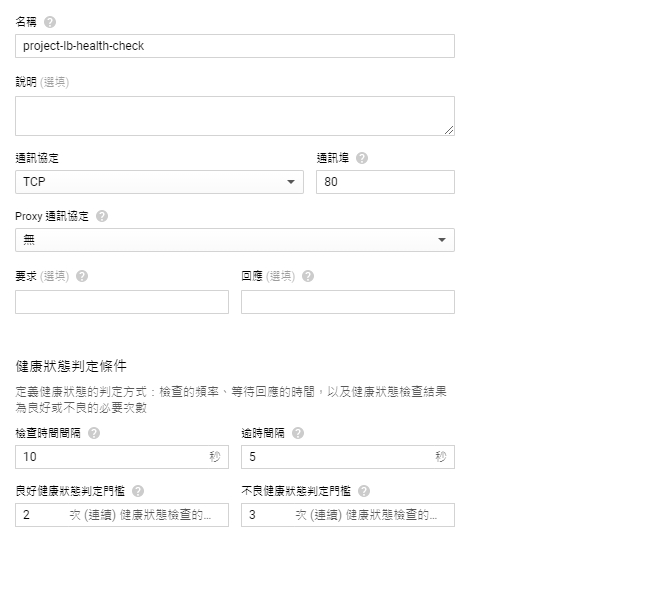 名稱
project-lb-health-check
說明 (選填)
通訊協定 通訊埠
TCP 80
Proxy 通訊協定
無
要求 (選填) 回應 (選填)
健康狀態判定條件
定義健康狀態的判定方式：檢查的頻率、等待回應的時間，以及健康狀態檢查結果
為良好或不良的必要次數
檢查時間間隔 逾時間隔
10 秒 5 秒
良好健康狀態判定門檻 不良健康狀態判定門檻
2 次 (連續) 健康狀態檢查的... 3 次 (連續) 健康狀態檢查的...